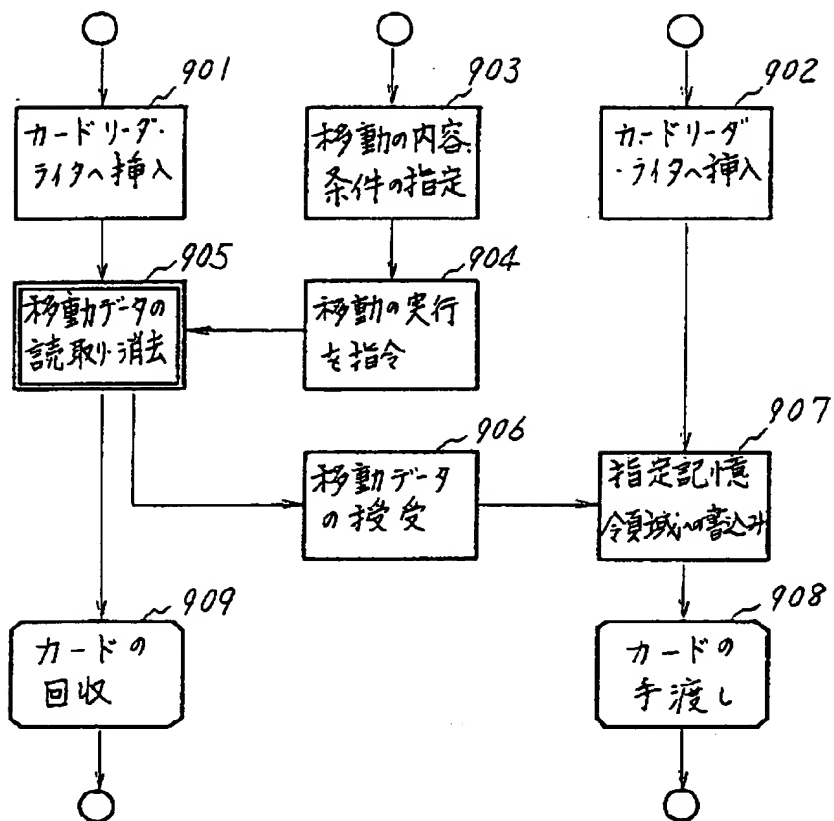 901
カードリーダ・
ライタへ挿入
903
移動の内容、
条件の指定
902
カードリーダ
・ライタへ挿入
905
移動データの
読取り・消去
904
移動の実行
を指令
906
移動データ
の授受
907
指定記憶
領域への書込み
909
カードの
回収
908
カードの
手渡し